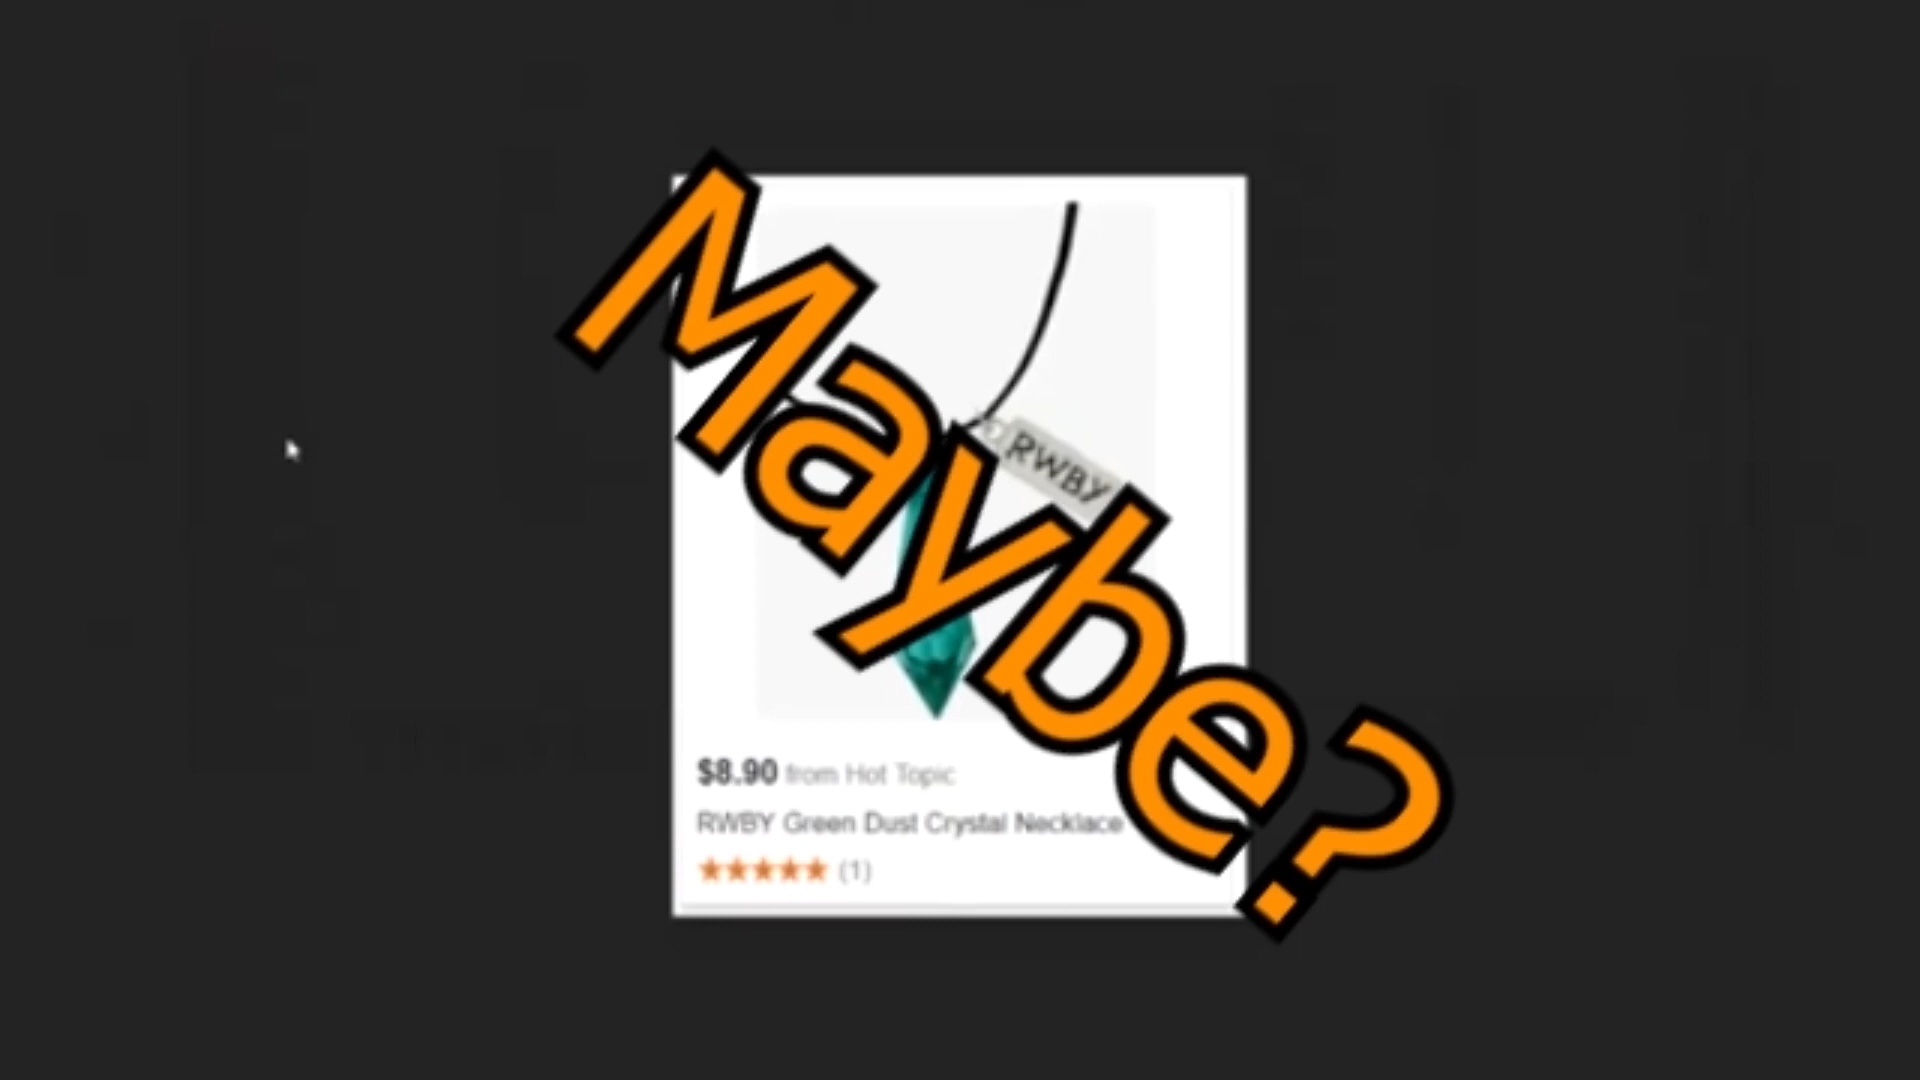 Maybe?
RWBY
$8.90 from Hot Topic
RWBY Green Dust Crystal Necklace
★★★★★ (1)